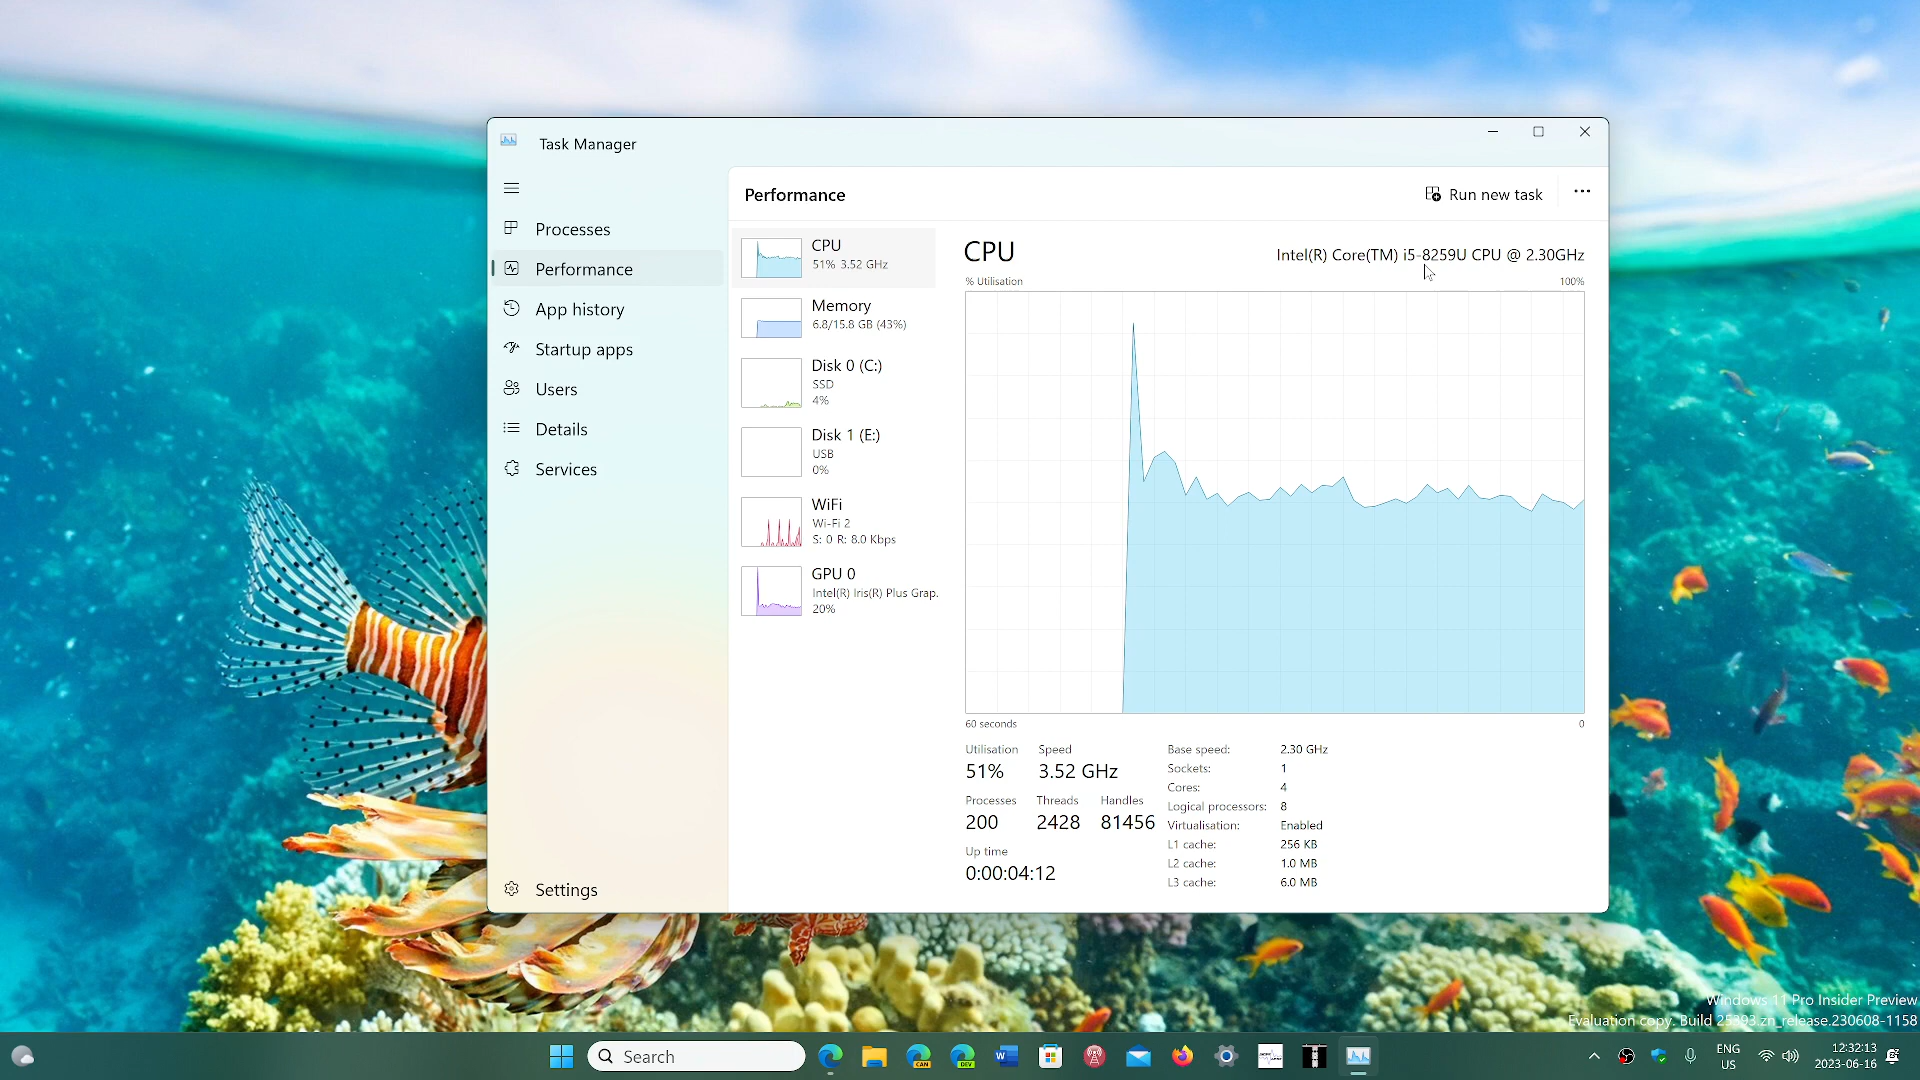 Task Manager
Processes
Performance
App history
Startup apps
Users
Details
Services
Settings
Performance
Run new task
CPU
51% 3.52 GHz
Memory
6.8/15.8 GB (43%)
Disk 0 (C:)
SSD
4%
Disk 1 (E:)
USB
0%
WiFi
Wi-Fi 2
S: 0 R: 8.0 Kbps
GPU 0
Intel(R) Iris(R) Plus Grap.
20%
CPU
Intel(R) Core(TM) i5-8259U CPU @ 2.30GHz
% Utilisation
100%
60 seconds
0
Utilisation
51%
Speed
3.52 GHz
Processes
200
Threads
2428
Handles
81456
Up time
0:00:04:12
Base speed: 2.30 GHz
Sockets: 1
Cores: 4
Logical processors: 8
Virtualisation: Enabled
L1 cache: 256 KB
L2 cache: 1.0 MB
L3 cache: 6.0 MB
Windows 11 Pro Insider Preview
Evaluation copy. Build 25393.zn_release.230608-1158
Search
CAN
DEV
W
ENG
US
12:32:13
2023-06-16